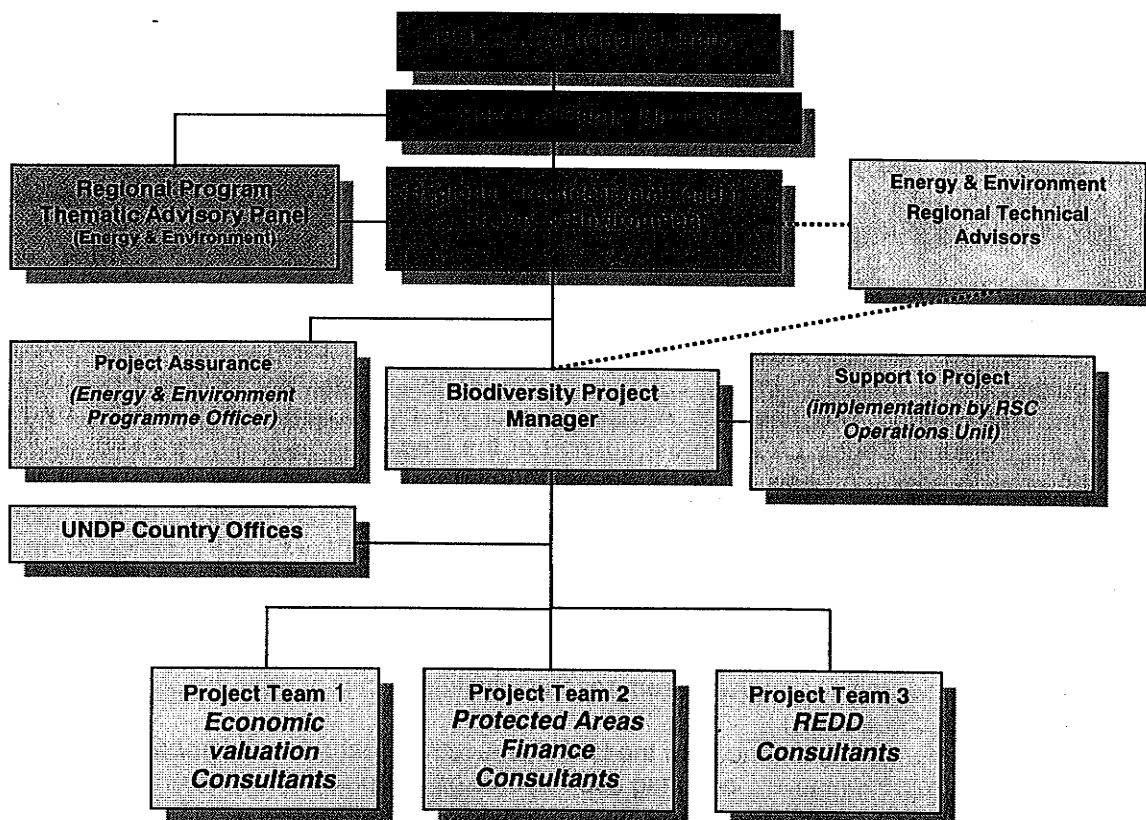 Regional Program
Thematic Advisory Panel
(Energy & Environment)
Energy & Environment
Regional Technical
Advisors
Project Assurance
(Energy & Environment
Programme Officer)
Biodiversity Project
Manager
Support to Project
(implementation by RSC
Operations Unit)
UNDP Country Offices
Project Team 1
Economic
valuation
Consultants
Project Team 2
Protected Areas
Finance
Consultants
Project Team 3
REDD
Consultants